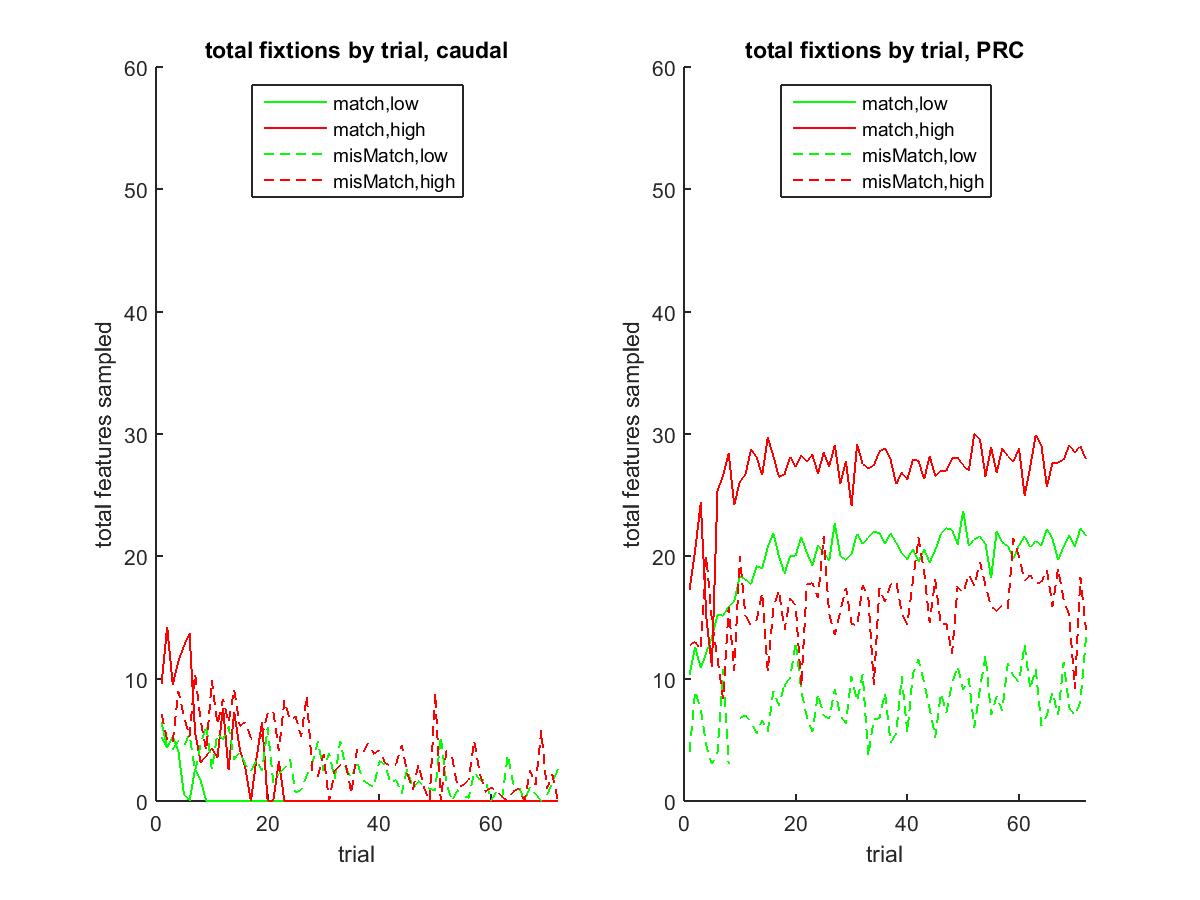 total fixtions by trial, caudal
match,low
match,high
misMatch,low
misMatch,high
60
50
40
30
20
10
0
total features sampled
0 20 40 60
trial
total fixtions by trial, PRC
match,low
match,high
misMatch,low
misMatch,high
60
50
40
30
20
10
0
total features sampled
0 20 40 60
trial